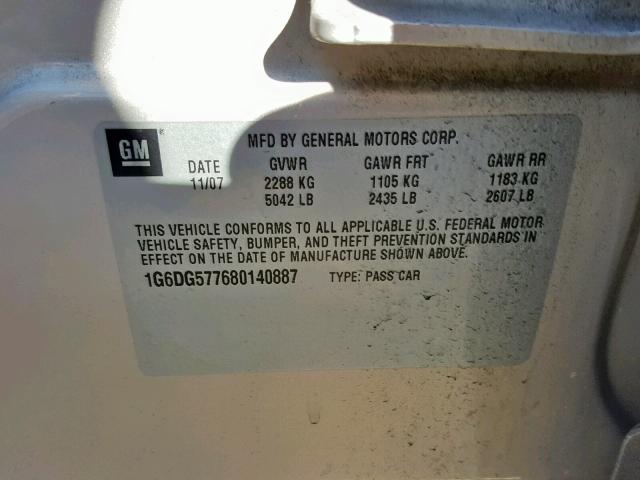 GM
MFD BY GENERAL MOTORS CORP.
DATE GVWR GAWR FRT GAWR RR
11/07 2288 KG 1105 KG 1183 KG
5042 LB 2435 LB 2607 LB
THIS VEHICLE CONFORMS TO ALL APPLICABLE U.S. FEDERAL MOTOR
VEHICLE SAFETY, BUMPER, AND THEFT PREVENTION STANDARDS IN
EFFECT ON THE DATE OF MANUFACTURE SHOWN ABOVE.
1G6DG577680140887 TYPE: PASS CAR